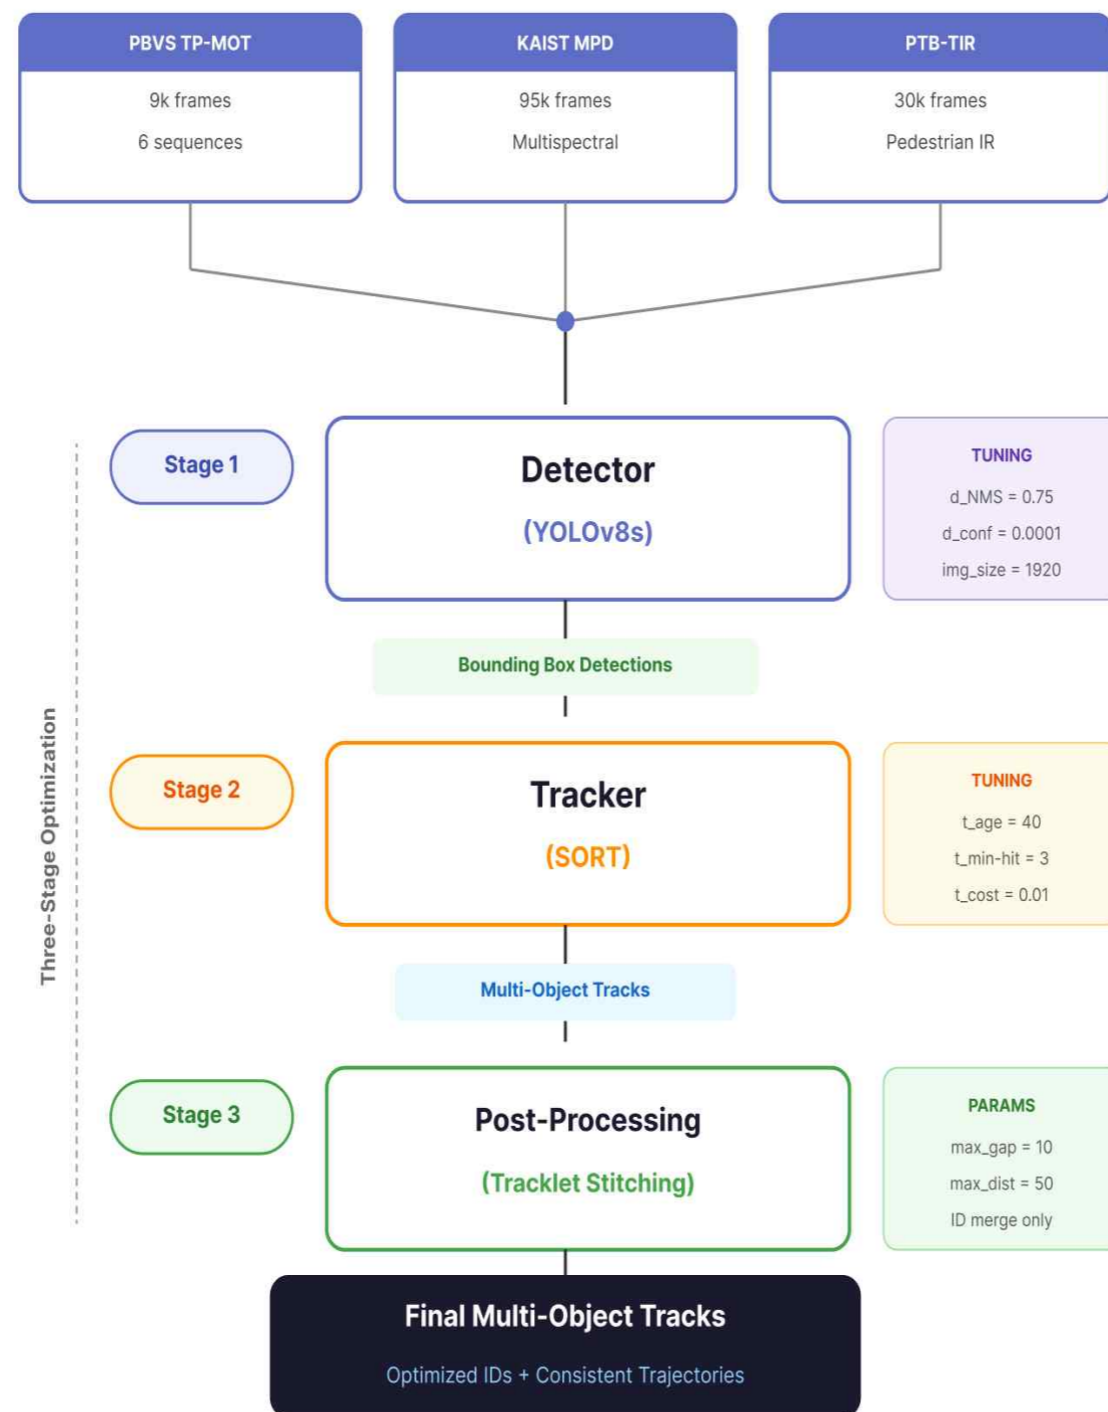 PBVS TP-MOT
9k frames
6 sequences
KAIST MPD
95k frames
Multispectral
PTB-TIR
30k frames
Pedestrian IR
Three-Stage Optimization
Stage 1
Detector
(YOLOv8s)
TUNING
d_NMS = 0.75
d_conf = 0.0001
img_size = 1920
Bounding Box Detections
Stage 2
Tracker
(SORT)
TUNING
t_age = 40
t_min-hit = 3
t_cost = 0.01
Multi-Object Tracks
Stage 3
Post-Processing
(Tracklet Stitching)
PARAMS
max_gap = 10
max_dist = 50
ID merge only
Final Multi-Object Tracks
Optimized IDs + Consistent Trajectories